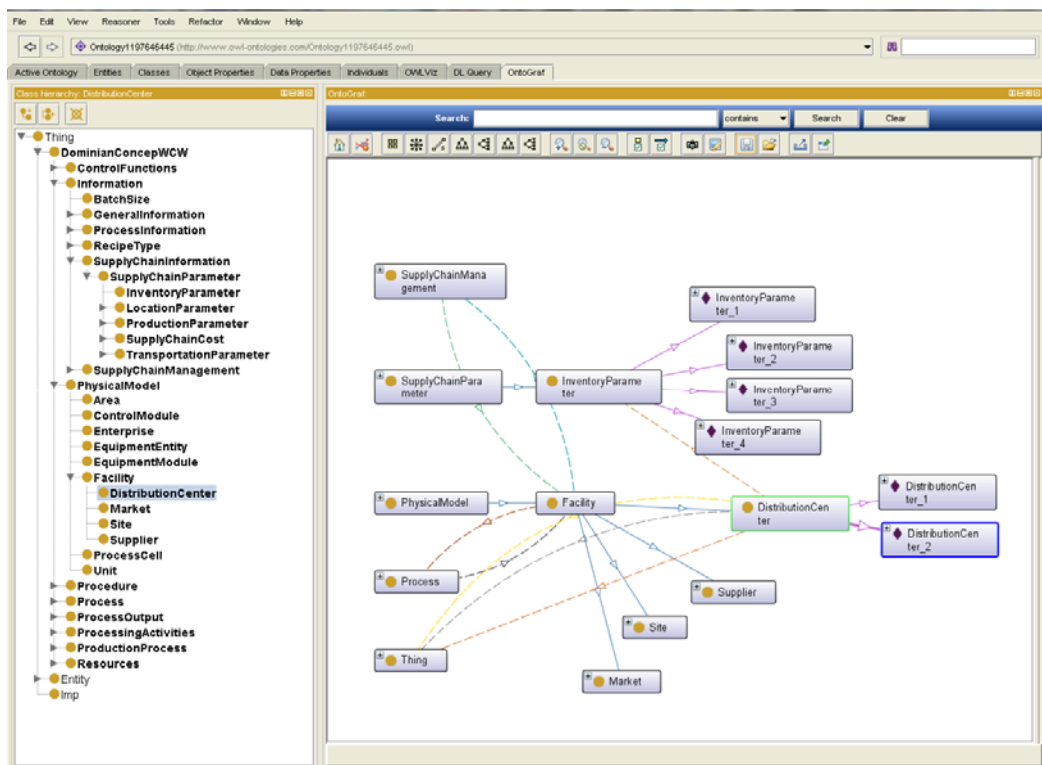 File Edit View Reasoner Tools Refactor Window Help
Ontology1197646445 (http://www.owl-ontologies.com/Ontology1197646445.owl)
Active Ontology Entities Classes Object Properties Data Properties Individuals OWLViz DL Query OntoGraf
Class hierarchy: DistributionCenter
Thing
DominianConcepWCW
ControlFunctions
Information
BatchSize
GeneralInformation
ProcessInformation
RecipeType
SupplyChainInformation
SupplyChainParameter
InventoryParameter
LocationParameter
ProductionParameter
SupplyChainCost
TransportationParameter
SupplyChainManagement
PhysicalModel
Area
ControlModule
Enterprise
EquipmentEntity
EquipmentModule
Facility
DistributionCenter
Market
Site
Supplier
ProcessCell
Unit
Procedure
Process
ProcessOutput
ProcessingActivities
ProductionProcess
Resources
Entity
Imp
OntoGraf:
Search: contains Search Clear
SupplyChainMana
gement
InventoryParame
ter_1
InventoryParame
ter_2
SupplyChainPara
meter
InventoryParame
ter
InventoryParame
ter_3
InventoryParame
ter_4
PhysicalModel
Facility
DistributionCen
ter
DistributionCen
ter_1
DistributionCen
ter_2
Process
Supplier
Site
Thing
Market